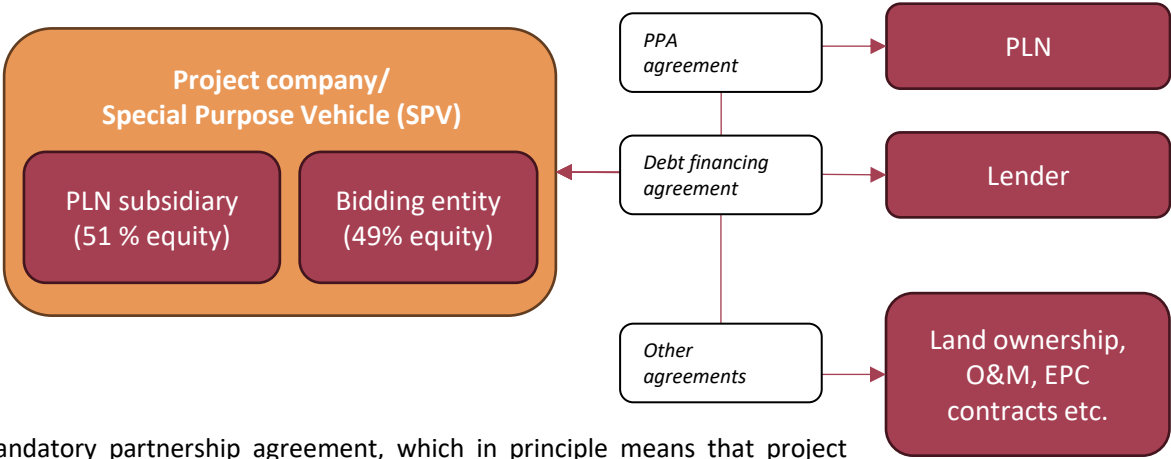 Project company/
Special Purpose Vehicle (SPV)
PLN subsidiary
(51 % equity)
Bidding entity
(49% equity)
PPA
agreement
PLN
Debt financing
agreement
Lender
Other
agreements
Land ownership,
O&M, EPC
contracts etc.
andatory partnership agreement, which in principle means that project